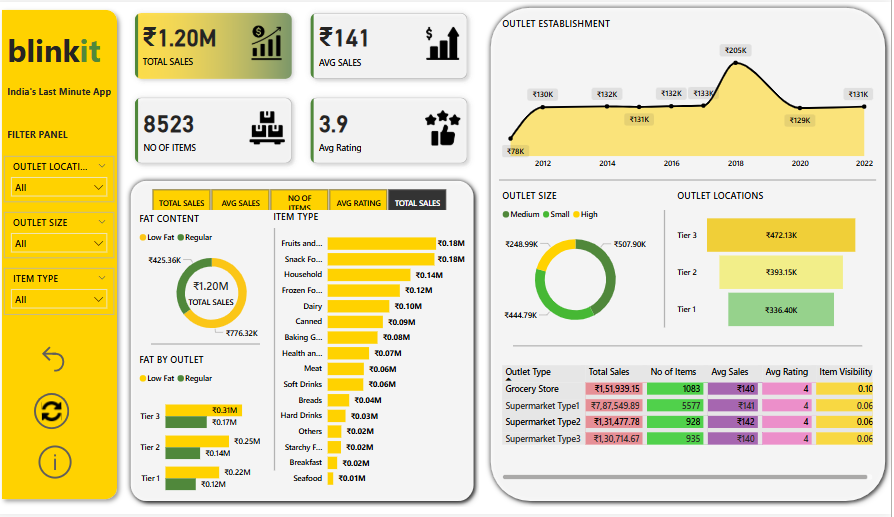 blinkit
India's Last Minute App
FILTER PANEL
OUTLET LOCATI...
All
OUTLET SIZE
All
ITEM TYPE
All
₹1.20M
TOTAL SALES
₹141
AVG SALES
8523
NO OF ITEMS
3.9
Avg Rating
TOTAL SALES
AVG SALES
NO OF ITEMS
AVG RATING
TOTAL SALES
FAT CONTENT
Low Fat Regular
₹425.36K
₹1.20M
TOTAL SALES
₹776.32K
FAT BY OUTLET
Low Fat Regular
Tier 3 ₹0.31M
₹0.17M
Tier 2 ₹0.25M
₹0.14M
Tier 1 ₹0.22M
₹0.12M
ITEM TYPE
Fruits and... ₹0.18M
Snack Fo... ₹0.18M
Household ₹0.14M
Frozen Fo... ₹0.12M
Dairy ₹0.10M
Canned ₹0.09M
Baking G... ₹0.08M
Health an... ₹0.07M
Meat ₹0.06M
Soft Drinks ₹0.06M
Breads ₹0.04M
Hard Drinks ₹0.03M
Others ₹0.02M
Starchy F... ₹0.02M
Breakfast ₹0.02M
Seafood ₹0.01M
OUTLET ESTABLISHMENT
₹78K ₹130K ₹132K ₹131K ₹132K ₹133K ₹205K ₹129K ₹131K
2012 2014 2016 2018 2020 2022
OUTLET SIZE
Medium Small High
₹248.99K ₹507.90K
₹444.79K
OUTLET LOCATIONS
Tier 3 ₹472.13K
Tier 2 ₹393.15K
Tier 1 ₹336.40K
Outlet Type Total Sales No of Items Avg Sales Avg Rating Item Visibility
Grocery Store ₹1,51,939.15 1083 ₹140 4 0.10
Supermarket Type1 ₹7,87,549.89 5577 ₹141 4 0.06
Supermarket Type2 ₹1,31,477.78 928 ₹142 4 0.06
Supermarket Type3 ₹1,30,714.67 935 ₹140 4 0.06